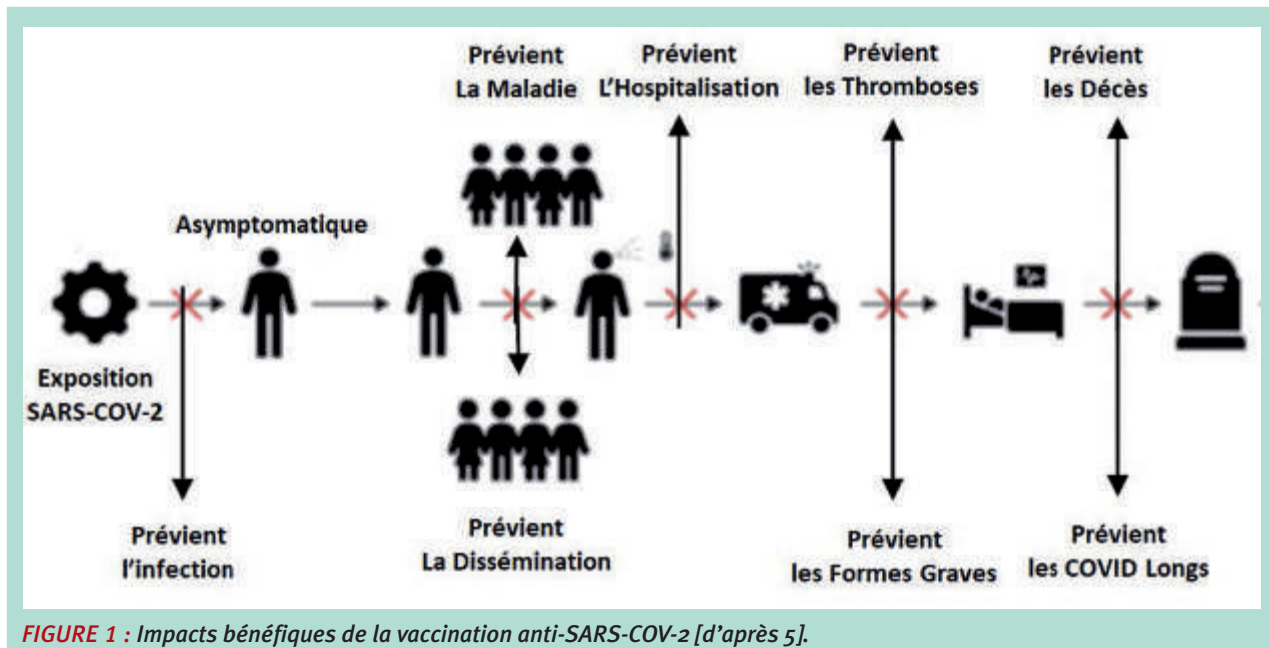 Prévient
La Maladie
Prévient
L'Hospitalisation
Prévient
les Thromboses
Prévient
les Décès
Asymptomatique
Exposition
SARS-COV-2
Prévient
l'infection
Prévient
La Dissémination
Prévient
les Formes Graves
Prévient
les COVID Longs
FIGURE 1 : Impacts bénéfiques de la vaccination anti-SARS-COV-2 [d'après 5].